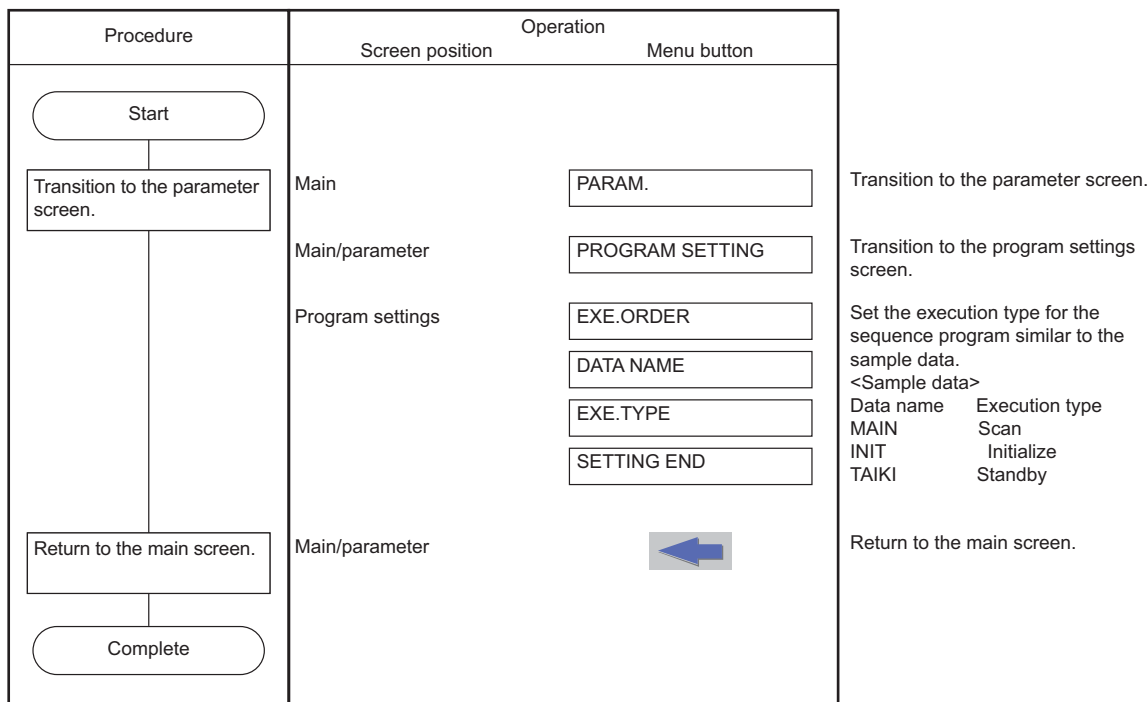 Procedure
Operation
Screen position Menu button
Start
Transition to the parameter
screen.
Main
PARAM.
Transition to the parameter screen.
Main/parameter
PROGRAM SETTING
Transition to the program settings
screen.
Program settings
EXE.ORDER
DATA NAME
EXE.TYPE
SETTING END
Set the execution type for the
sequence program similar to the
sample data.
<Sample data>
Data name Execution type
MAIN Scan
INIT Initialize
TAIKI Standby
Return to the main screen.
Main/parameter
Return to the main screen.
Complete